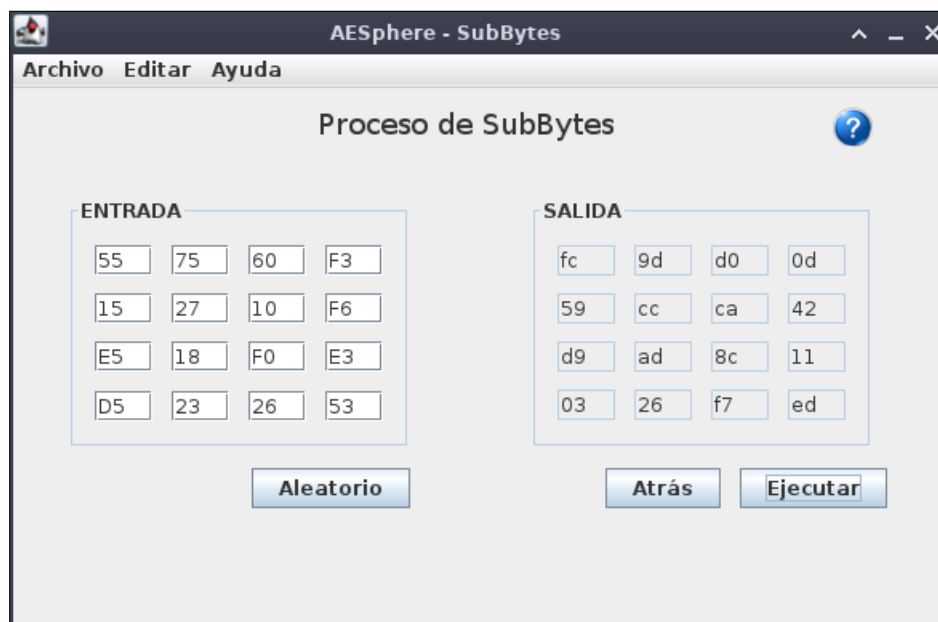 AESphere - SubBytes
Archivo Editar Ayuda
Proceso de SubBytes
?
ENTRADA
55 75 60 F3
15 27 10 F6
E5 18 F0 E3
D5 23 26 53
Aleatorio
SALIDA
fc 9d d0 0d
59 cc ca 42
d9 ad 8c 11
03 26 f7 ed
Atrás Ejecutar